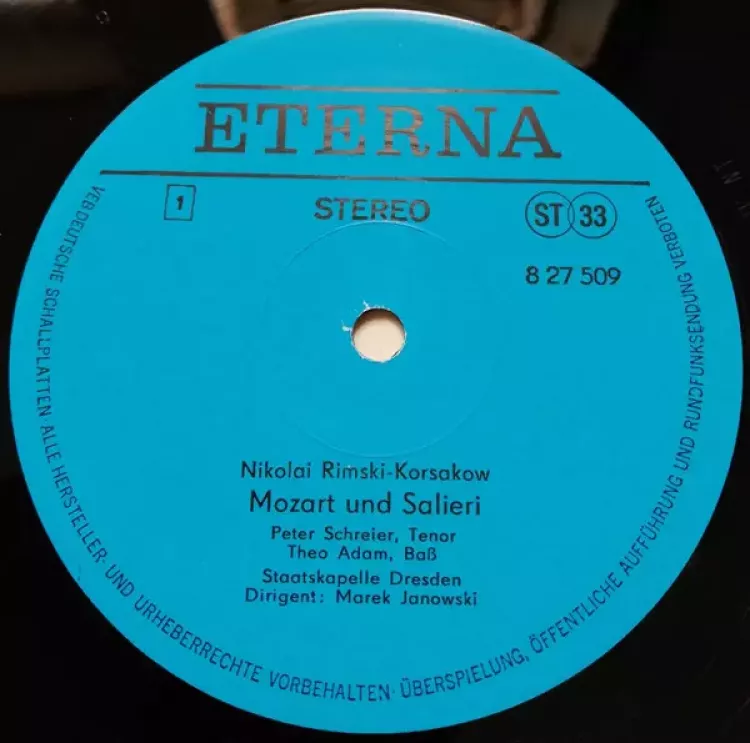 ETERNA
1
STEREO
ST 33
8 27 509
Nikolai Rimski-Korsakow
Mozart und Salieri
Peter Schreier, Tenor
Theo Adam, Baß
Staatskapelle Dresden
Dirigent: Marek Janowski
VEB DEUTSCHE SCHALLPLATTEN ALLE HERSTELLER- UND URHEBERRECHTE VORBEHALTEN · ÜBERSPIELUNG, ÖFFENTLICHE AUFFÜHRUNG UND RUNDFUNKSENDUNG VERBOTEN